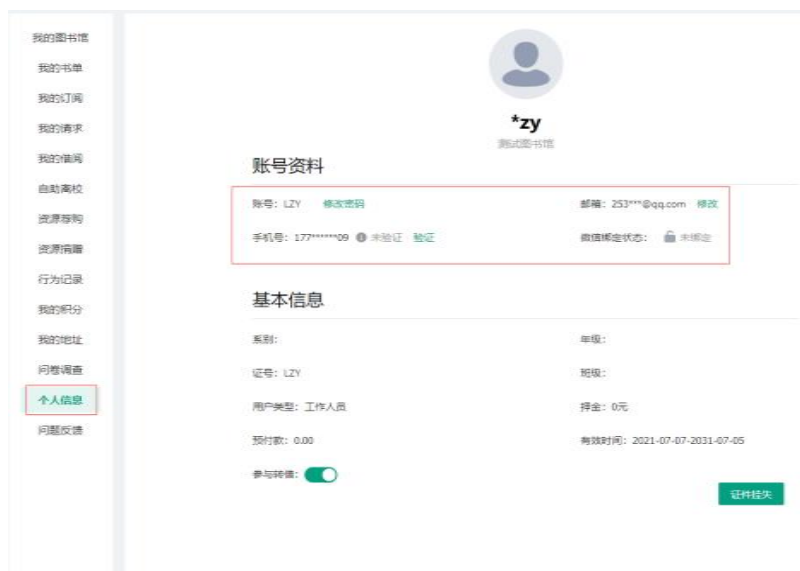 我的图书馆
我的书单
我的订阅
我的请求
我的借阅
自助离校
资源荐购
资源捐赠
行为记录
我的积分
我的地址
问卷调查
个人信息
问题反馈
*zy
测试图书馆
账号资料
账号：LZY 修改密码 邮箱：253***@qq.com 修改
手机号：177******09 未验证 验证 微信绑定状态： 未绑定
基本信息
系别： 年级：
证号：LZY 班级：
用户类型：工作人员 押金：0元
预付款：0.00 有效时间：2021-07-07-2031-07-05
参与转借：
证件挂失